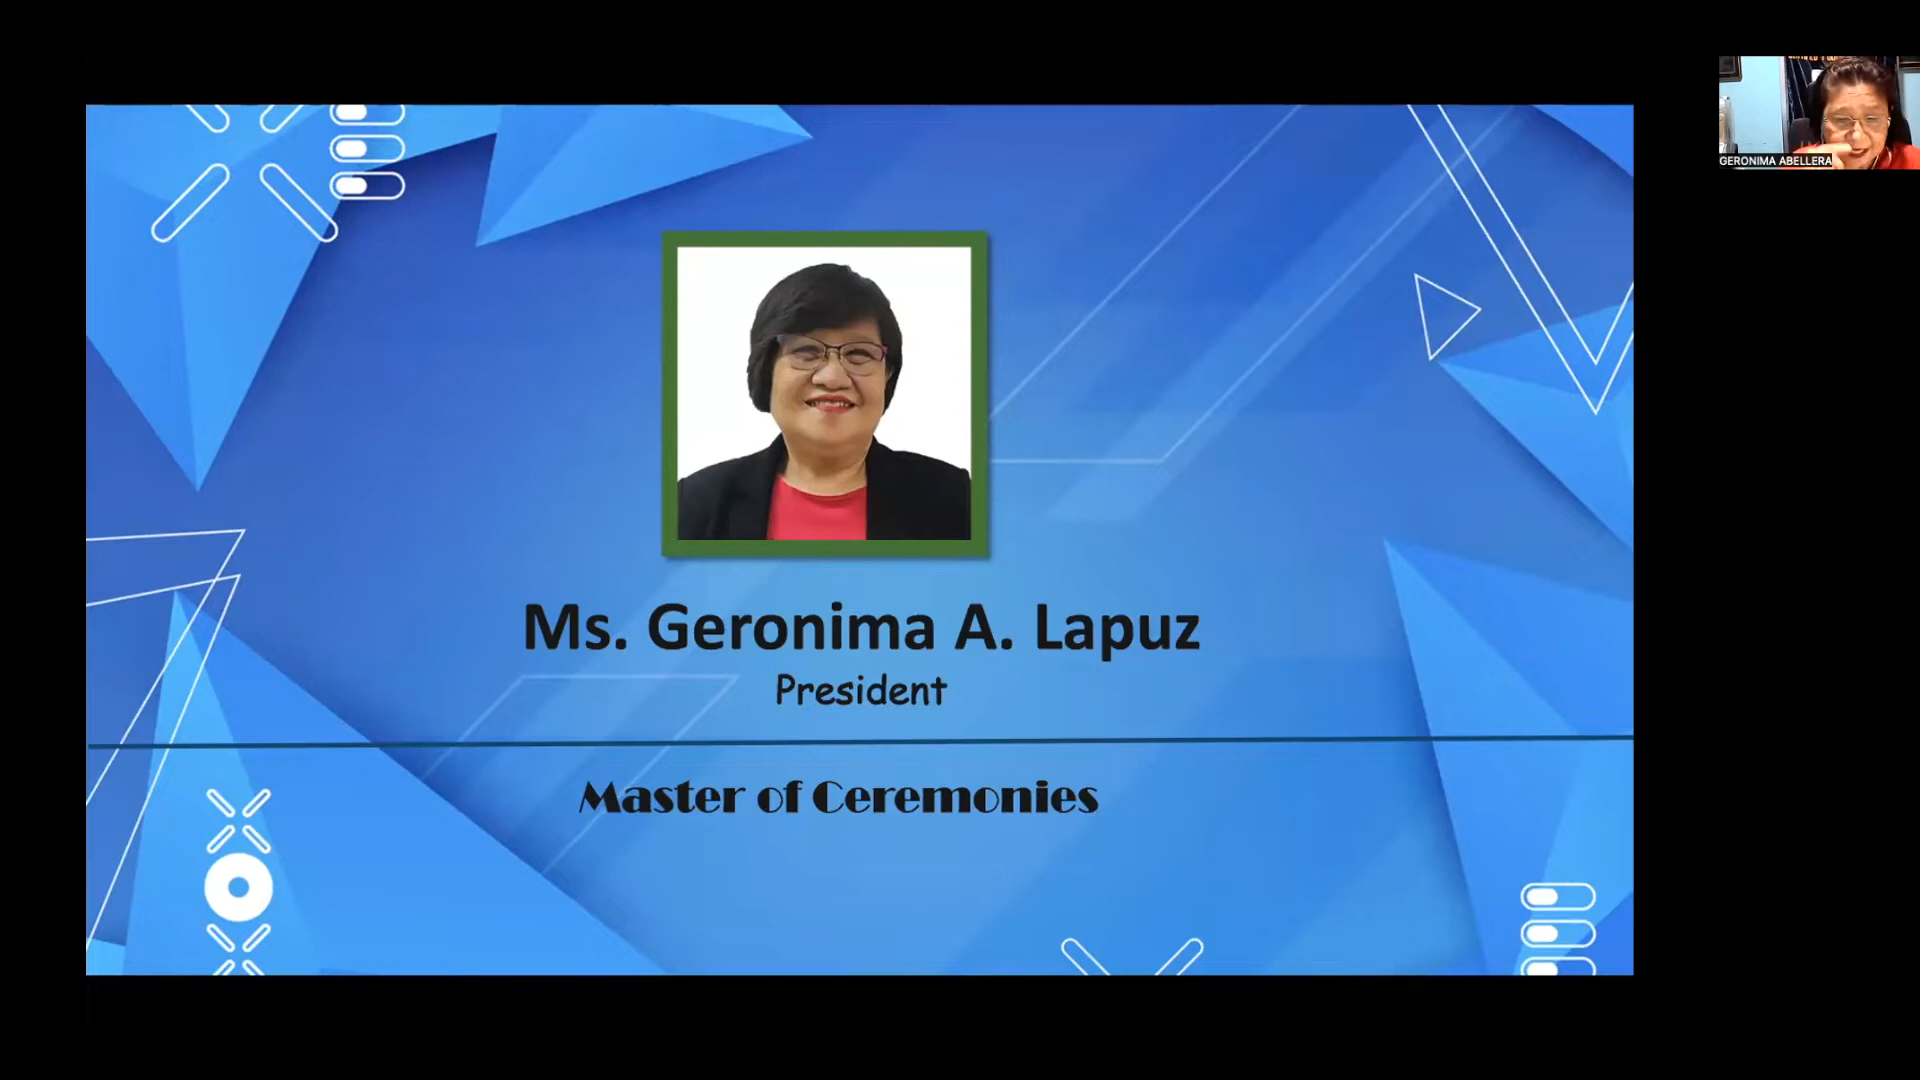 GERONIMA ABELLERA
Ms. Geronima A. Lapuz
President
Master of Ceremonies